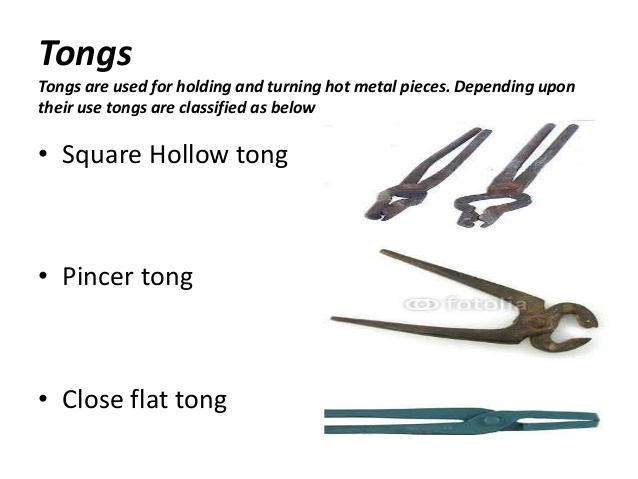 Tongs
Tongs are used for holding and turning hot metal pieces. Depending upon
their use tongs are classified as below
• Square Hollow tong
• Pincer tong
fotolia
• Close flat tong